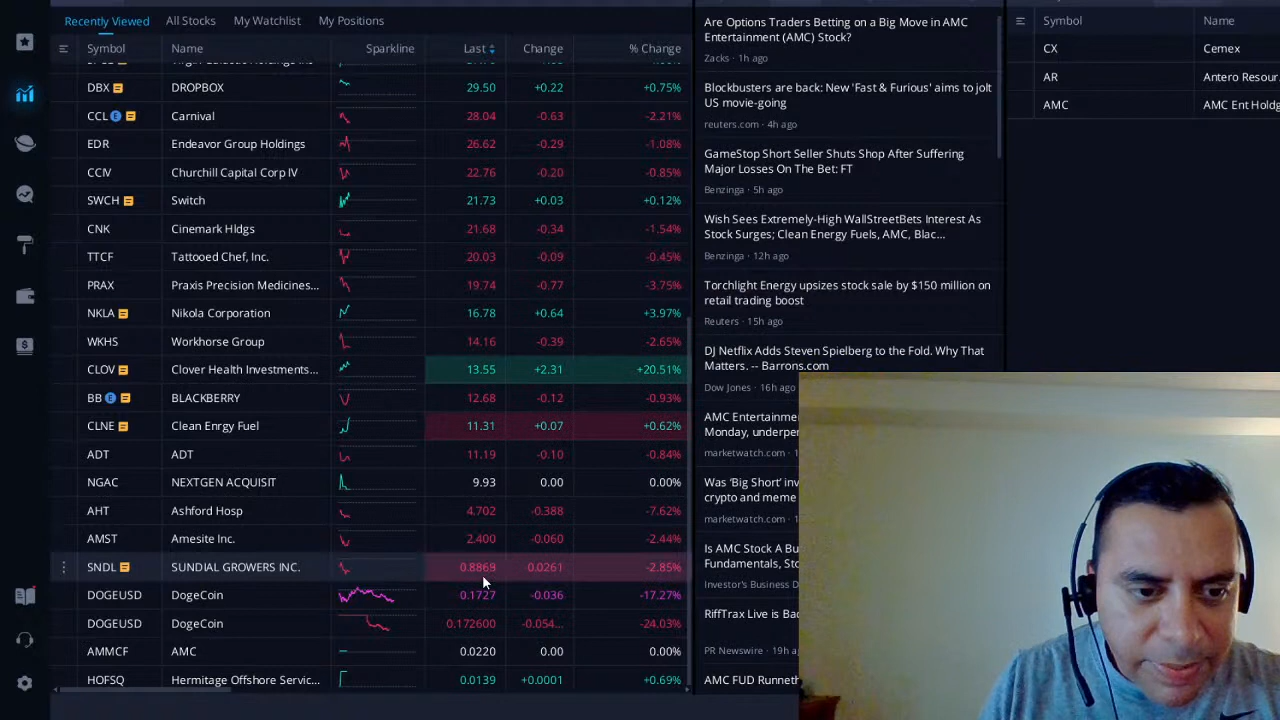 Recently Viewed All Stocks My Watchlist My Positions
Symbol Name Sparkline Last Change % Change
DBX DROPBOX 29.50 +0.22 +0.75%
CCL E Carnival 28.04 -0.63 -2.21%
EDR Endeavor Group Holdings 26.62 -0.29 -1.08%
CCIV Churchill Capital Corp IV 22.76 -0.20 -0.85%
SWCH Switch 21.73 +0.03 +0.12%
CNK Cinemark Hldgs 21.68 -0.34 -1.54%
TTCF Tattooed Chef, Inc. 20.03 -0.09 -0.45%
PRAX Praxis Precision Medicines... 19.74 -0.77 -3.75%
NKLA Nikola Corporation 16.78 +0.64 +3.97%
WKHS Workhorse Group 14.16 -0.39 -2.65%
CLOV Clover Health Investments... 13.55 +2.31 +20.51%
BB E BLACKBERRY 12.68 -0.12 -0.93%
CLNE Clean Enrgy Fuel 11.31 +0.07 +0.62%
ADT ADT 11.19 -0.10 -0.84%
NGAC NEXTGEN ACQUISIT 9.93 0.00 0.00%
AHT Ashford Hosp 4.702 -0.388 -7.62%
AMST Amesite Inc. 2.400 -0.060 -2.44%
SNDL SUNDIAL GROWERS INC. 0.8869 0.0261 -2.85%
DOGEUSD DogeCoin 0.1727 -0.036 -17.27%
DOGEUSD DogeCoin 0.172600 -0.054... -24.03%
AMMCF AMC 0.0220 0.00 0.00%
HOFSQ Hermitage Offshore Servic... 0.0139 +0.0001 +0.69%
Are Options Traders Betting on a Big Move in AMC
Entertainment (AMC) Stock?
Zacks · 1h ago
Blockbusters are back: New 'Fast & Furious' aims to jolt
US movie-going
reuters.com · 4h ago
GameStop Short Seller Shuts Shop After Suffering
Major Losses On The Bet: FT
Benzinga · 5h ago
Wish Sees Extremely-High WallStreetBets Interest As
Stock Surges; Clean Energy Fuels, AMC, Blac...
Benzinga · 12h ago
Torchlight Energy upsizes stock sale by $150 million on
retail trading boost
Reuters · 15h ago
DJ Netflix Adds Steven Spielberg to the Fold. Why That
Matters. -- Barrons.com
Dow Jones · 16h ago
AMC Entertainmen
Monday, underper
marketwatch.com · 1
Was 'Big Short' inv
crypto and meme
marketwatch.com · 1
Is AMC Stock A Bu
Fundamentals, Sto
Investor's Business D
RiffTrax Live is Bac
PR Newswire · 19h a
AMC FUD Runneth
Symbol Name
CX Cemex
AR Antero Resour.
AMC AMC Ent Holdg